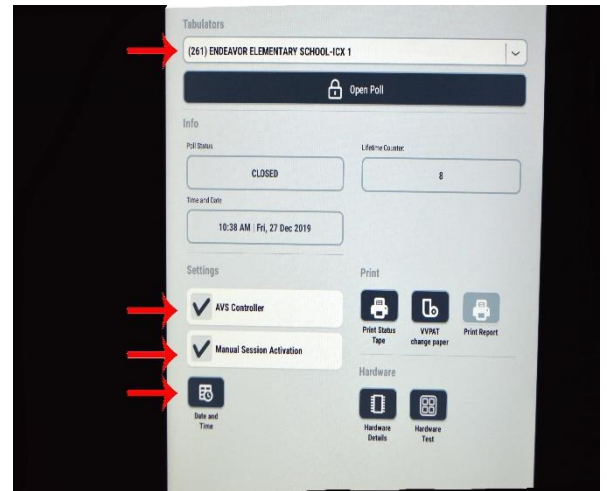 Tabulators
(261) ENDEAVOR ELEMENTARY SCHOOL-ICX 1
Open Poll
Info
Poll Status
Lifetime Counter:
CLOSED
8
Time and Date
10:38 AM | Fri, 27 Dec 2019
Settings
Print
AVS Controller
Manual Session Activation
Print Status
Tape
VVPAT
change paper
Print Report
Hardware
Date and
Time
Hardware
Details
Hardware
Test